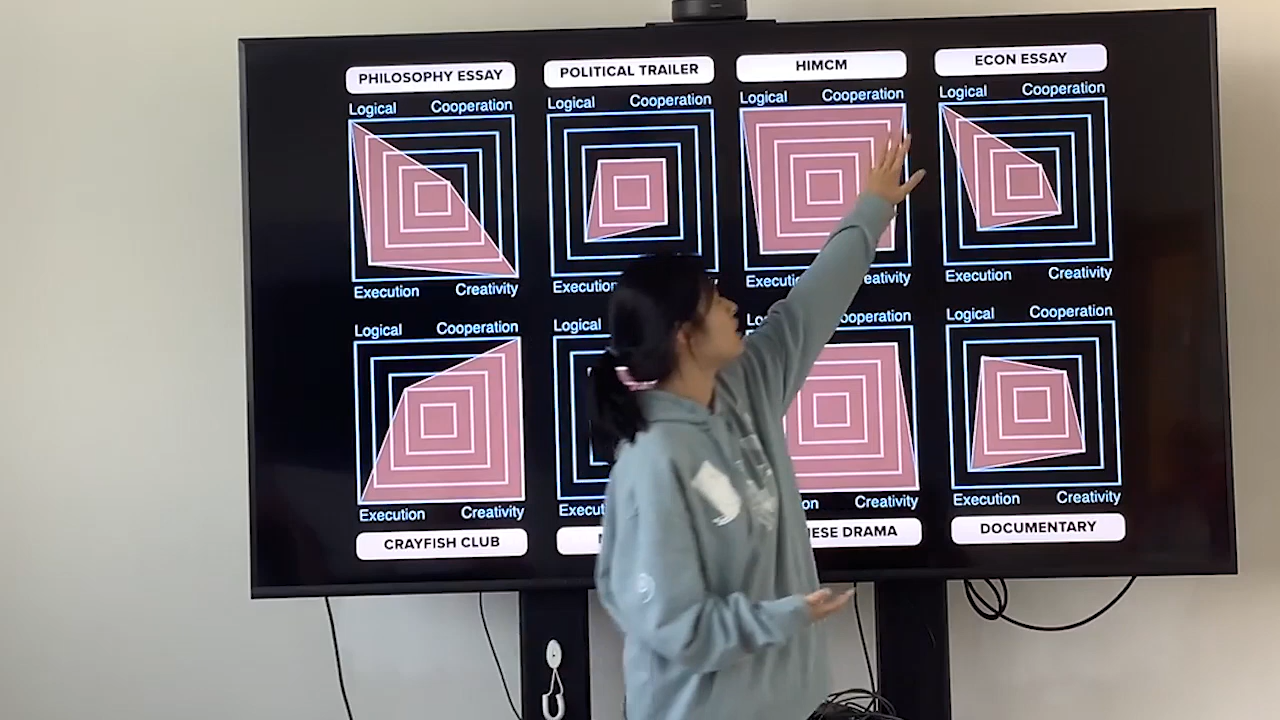 PHILOSOPHY ESSAY
POLITICAL TRAILER
HIMCM
ECON ESSAY
Logical Cooperation
Logical Cooperation
Logical Cooperation
Logical Cooperation
Execution Creativity
Execution
Execution Creativity
Execution Creativity
Logical Cooperation
Logical
Cooperation
Logical Cooperation
Execution Creativity
Creativity
Execution Creativity
CRAYFISH CLUB
DRAMA
DOCUMENTARY